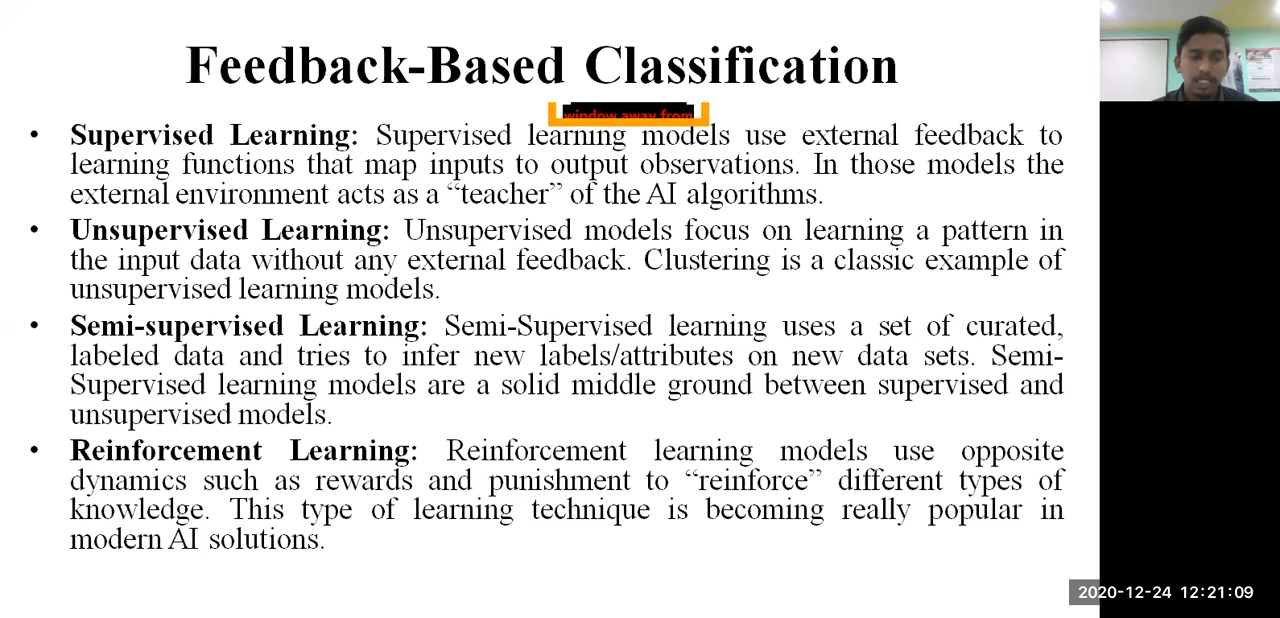 Feedback-Based Classification
window away from
• Supervised Learning: Supervised learning models use external feedback to
learning functions that map inputs to output observations. In those models the
external environment acts as a “teacher” of the AI algorithms.
• Unsupervised Learning: Unsupervised models focus on learning a pattern in
the input data without any external feedback. Clustering is a classic example of
unsupervised learning models.
• Semi-supervised Learning: Semi-Supervised learning uses a set of curated,
labeled data and tries to infer new labels/attributes on new data sets. Semi-
Supervised learning models are a solid middle ground between supervised and
unsupervised models.
• Reinforcement Learning: Reinforcement learning models use opposite
dynamics such as rewards and punishment to “reinforce” different types of
knowledge. This type of learning technique is becoming really popular in
modern AI solutions.
2020-12-24 12:21:09